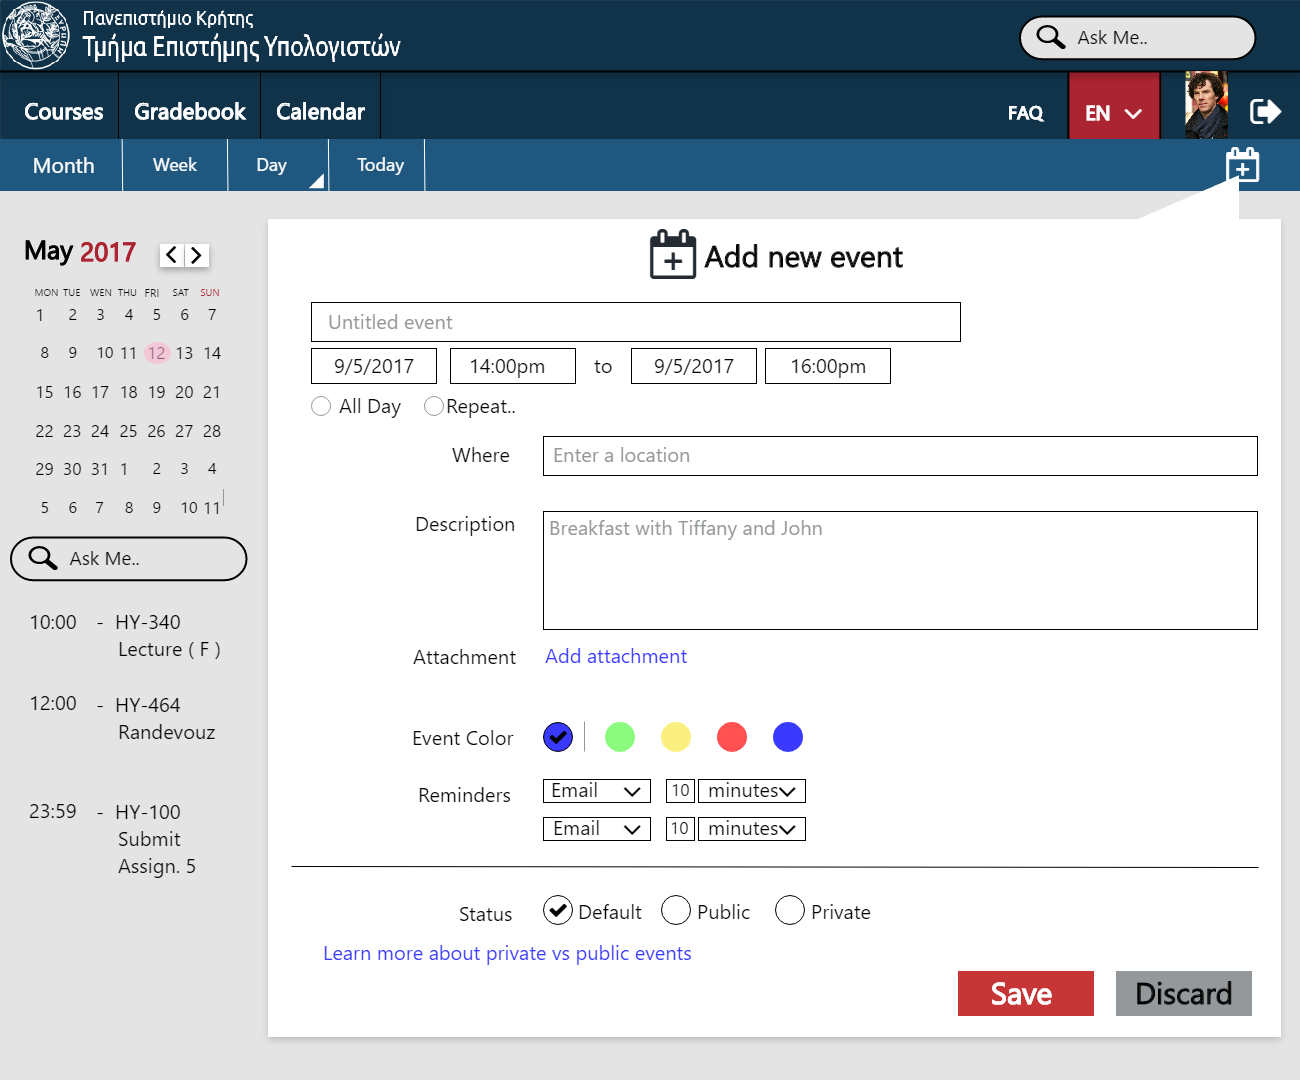 Πανεπιστήμιο Κρήτης
Τμήμα Επιστήμης Υπολογιστών
Ask Me..
Courses Gradebook Calendar FAQ EN
Month Week Day Today
May 2017
MON TUE WEN THU FRI SAT SUN
1 2 3 4 5 6 7
8 9 10 11 12 13 14
15 16 17 18 19 20 21
22 23 24 25 26 27 28
29 30 31 1 2 3 4
5 6 7 8 9 10 11
Ask Me..
10:00 - HY-340
Lecture ( F )
12:00 - HY-464
Randevouz
23:59 - HY-100
Submit
Assign. 5
Add new event
Untitled event
9/5/2017 14:00pm to 9/5/2017 16:00pm
All Day Repeat..
Where Enter a location
Description Breakfast with Tiffany and John
Attachment Add attachment
Event Color
Reminders Email 10 minutes
Email 10 minutes
Status Default Public Private
Learn more about private vs public events
Save Discard